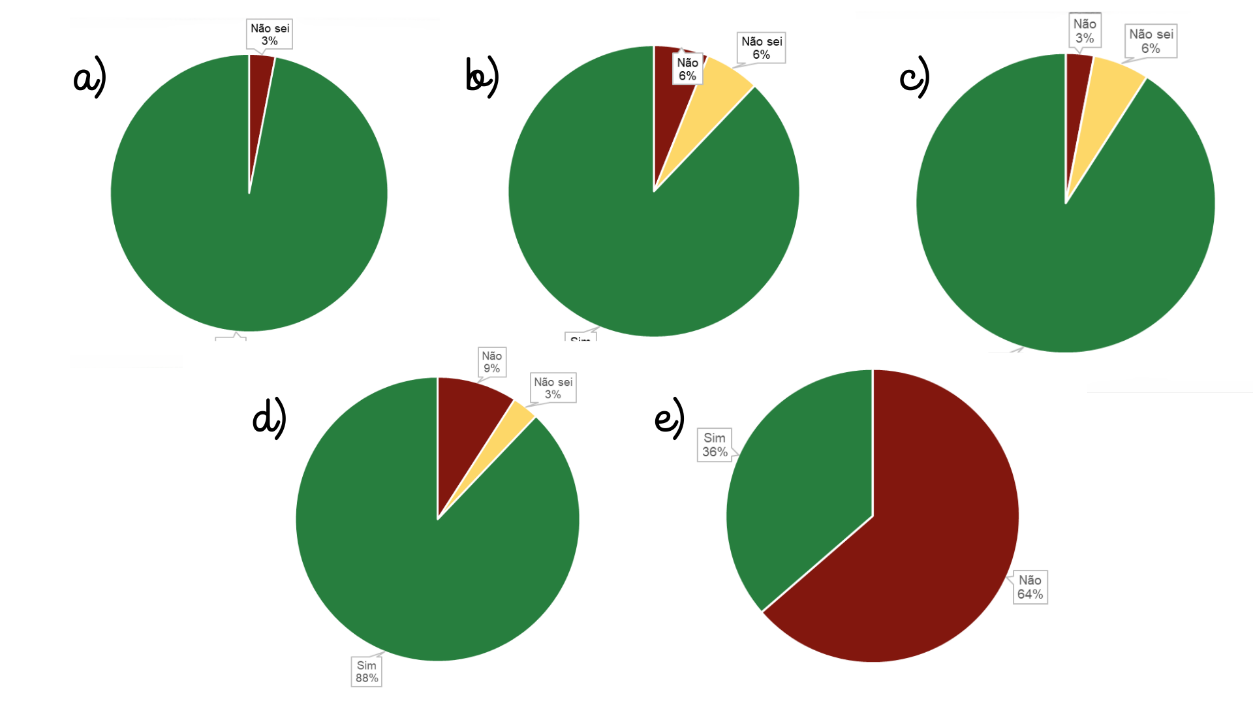 a)
Não sei
3%
b)
Não
6%
Não sei
6%
Sim
c)
Não
3%
Não sei
6%
d)
Não
9%
Não sei
3%
Sim
88%
e)
Sim
36%
Não
64%